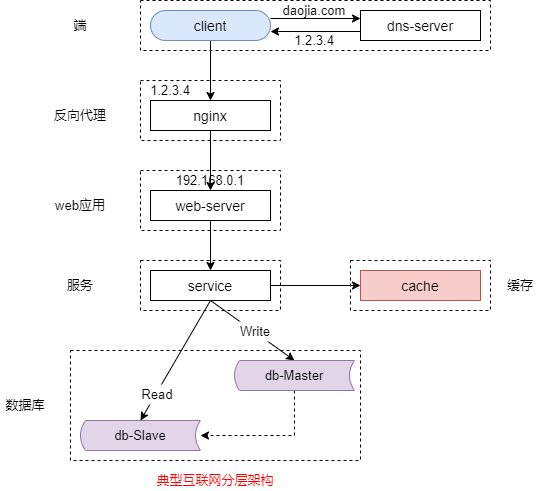 端
client
daojia.com
1.2.3.4
dns-server
1.2.3.4
反向代理
nginx
192.168.0.1
web应用
web-server
服务
service
cache
缓存
Write
db-Master
Read
数据库
db-Slave
典型互联网分层架构